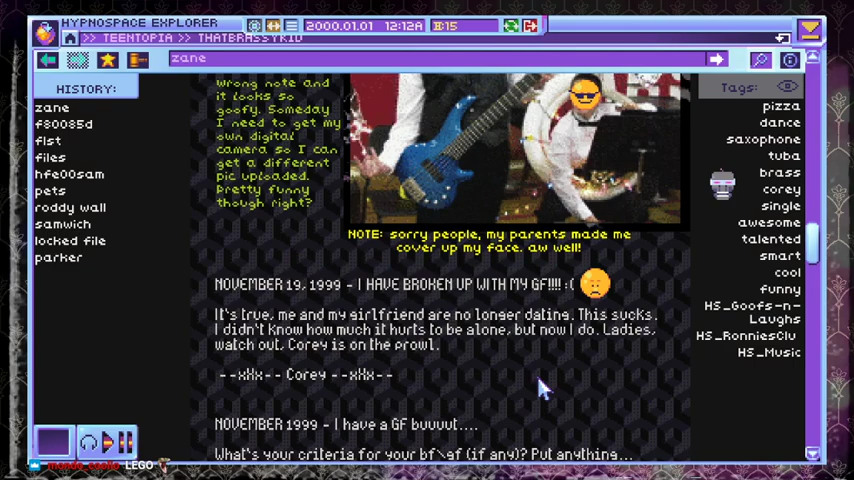 HYPNOSPACE EXPLORER
2000.01.01 12:12A
15
>> TEENTOPIA >> THATBRASSYKID
zane
HISTORY:
zane
f80085d
flst
files
hfe00sam
pets
roddy wall
samwich
locked file
parker
wrong note and
it looks so
goofy. Someday
I need to get my
own digital
camera so I can
get a different
pic uploaded.
Pretty funny
though right?
NOTE: sorry people, my parents made me
cover up my face. aw well!
NOVEMBER 19, 1999 - I HAVE BROKEN UP WITH MY GF!!!! :(
It's true, me and my girlfriend are no longer dating. This sucks.
I didn't know how much it hurts to be alone, but now I do. Ladies,
watch out, Corey is on the prowl.
--xXx-- Corey --xXx--
NOVEMBER 1999 - I have a GF buuuut....
What's your criteria for your bf\gf (if any)? Put anything...
Tags:
pizza
dance
saxophone
tuba
brass
corey
single
awesome
talented
smart
cool
funny
HS_Goofs-n-
Laughs
HS_RonniesClu
HS_Music
LEGO